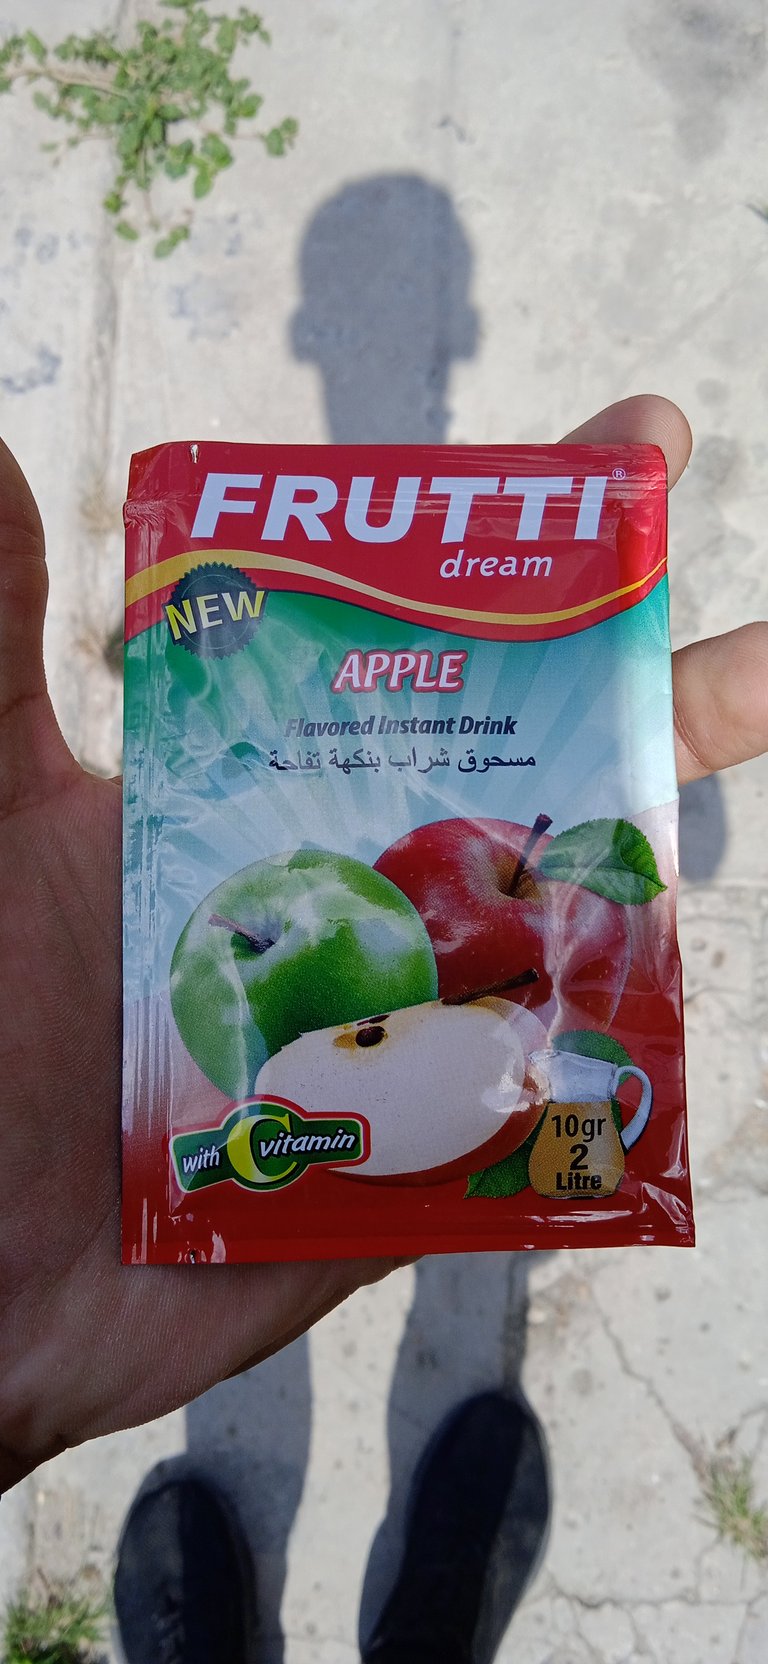 FRUTTI®
dream
NEW
APPLE
Flavored Instant Drink
مسحوق شراب بنكهة تفاحة
with C vitamin
10gr
2
Litre